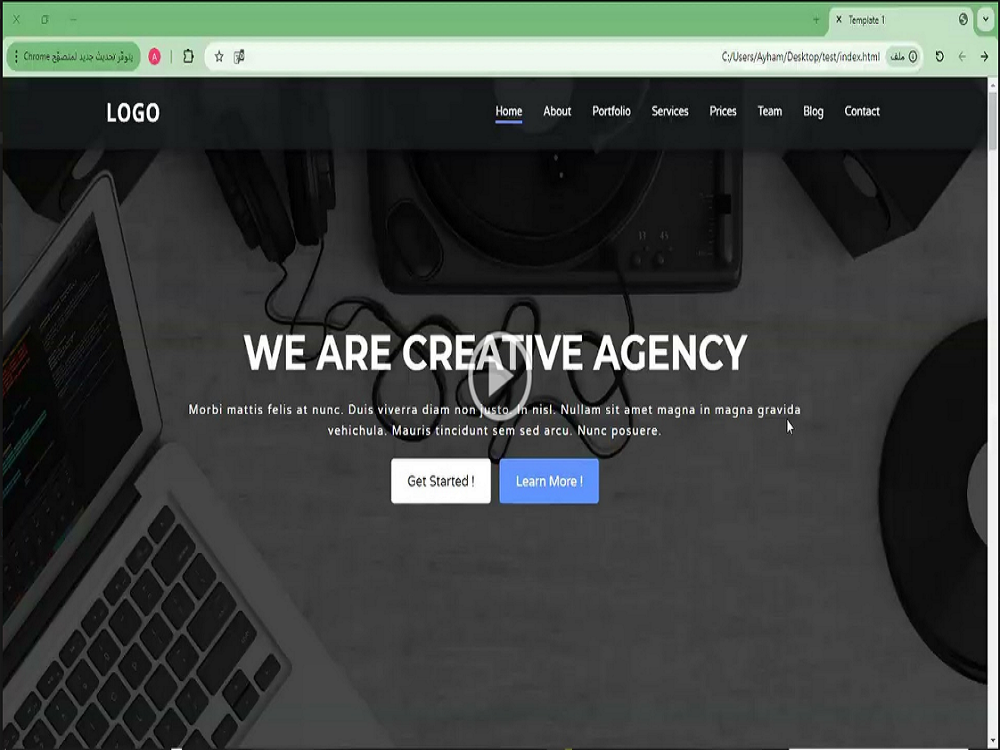 Template 1
C:/Users/Ayham/Desktop/test/index.html
ملف
يتوفّر تحديث جديد لمتصفّح Chrome
A
LOGO
Home About Portfolio Services Prices Team Blog Contact
WE ARE CREATIVE AGENCY
Morbi mattis felis at nunc. Duis viverra diam non justo. In nisl. Nullam sit amet magna in magna gravida
vehichula. Mauris tincidunt sem sed arcu. Nunc posuere.
Get Started !
Learn More !